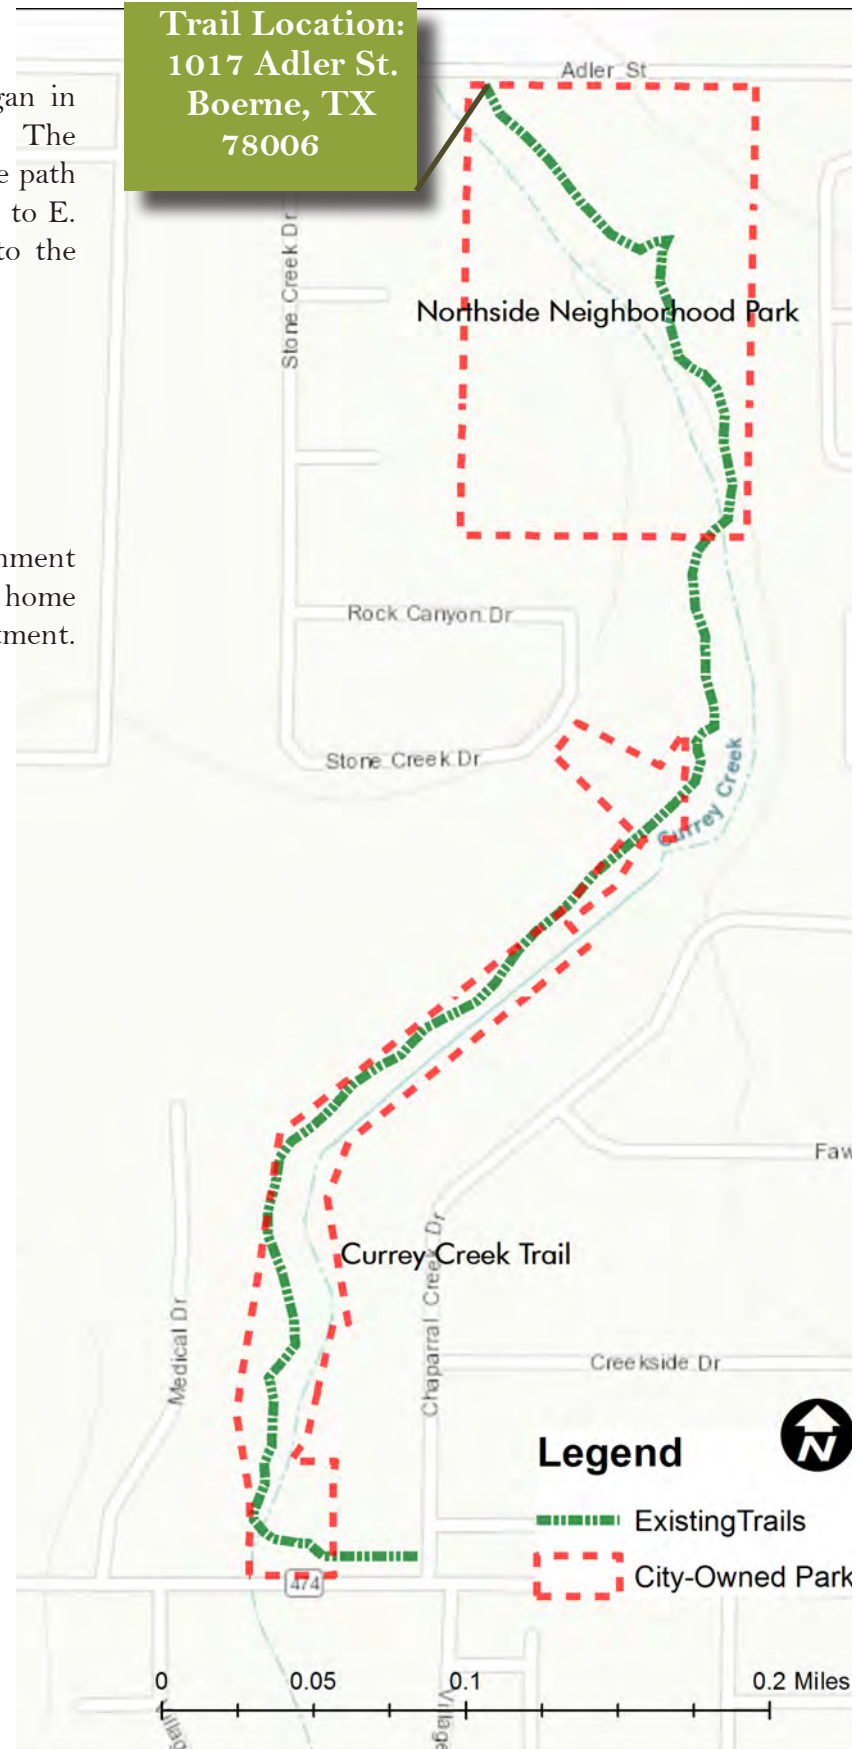 Trail Location:
1017 Adler St.
Boerne, TX
78006
gan in
The
e path
to E.
to the
nment
home
tment.
Adler St
Stone Creek Dr
Northside Neighborhood Park
Rock Canyon Dr
Stone Creek Dr
Currey Creek
Faw
Currey Creek Trail
Chaparral Creek Dr
Medical Dr
Creekside Dr
N
Legend
ExistingTrails
City-Owned Park
474
0 0.05 0.1 0.2 Miles
Village